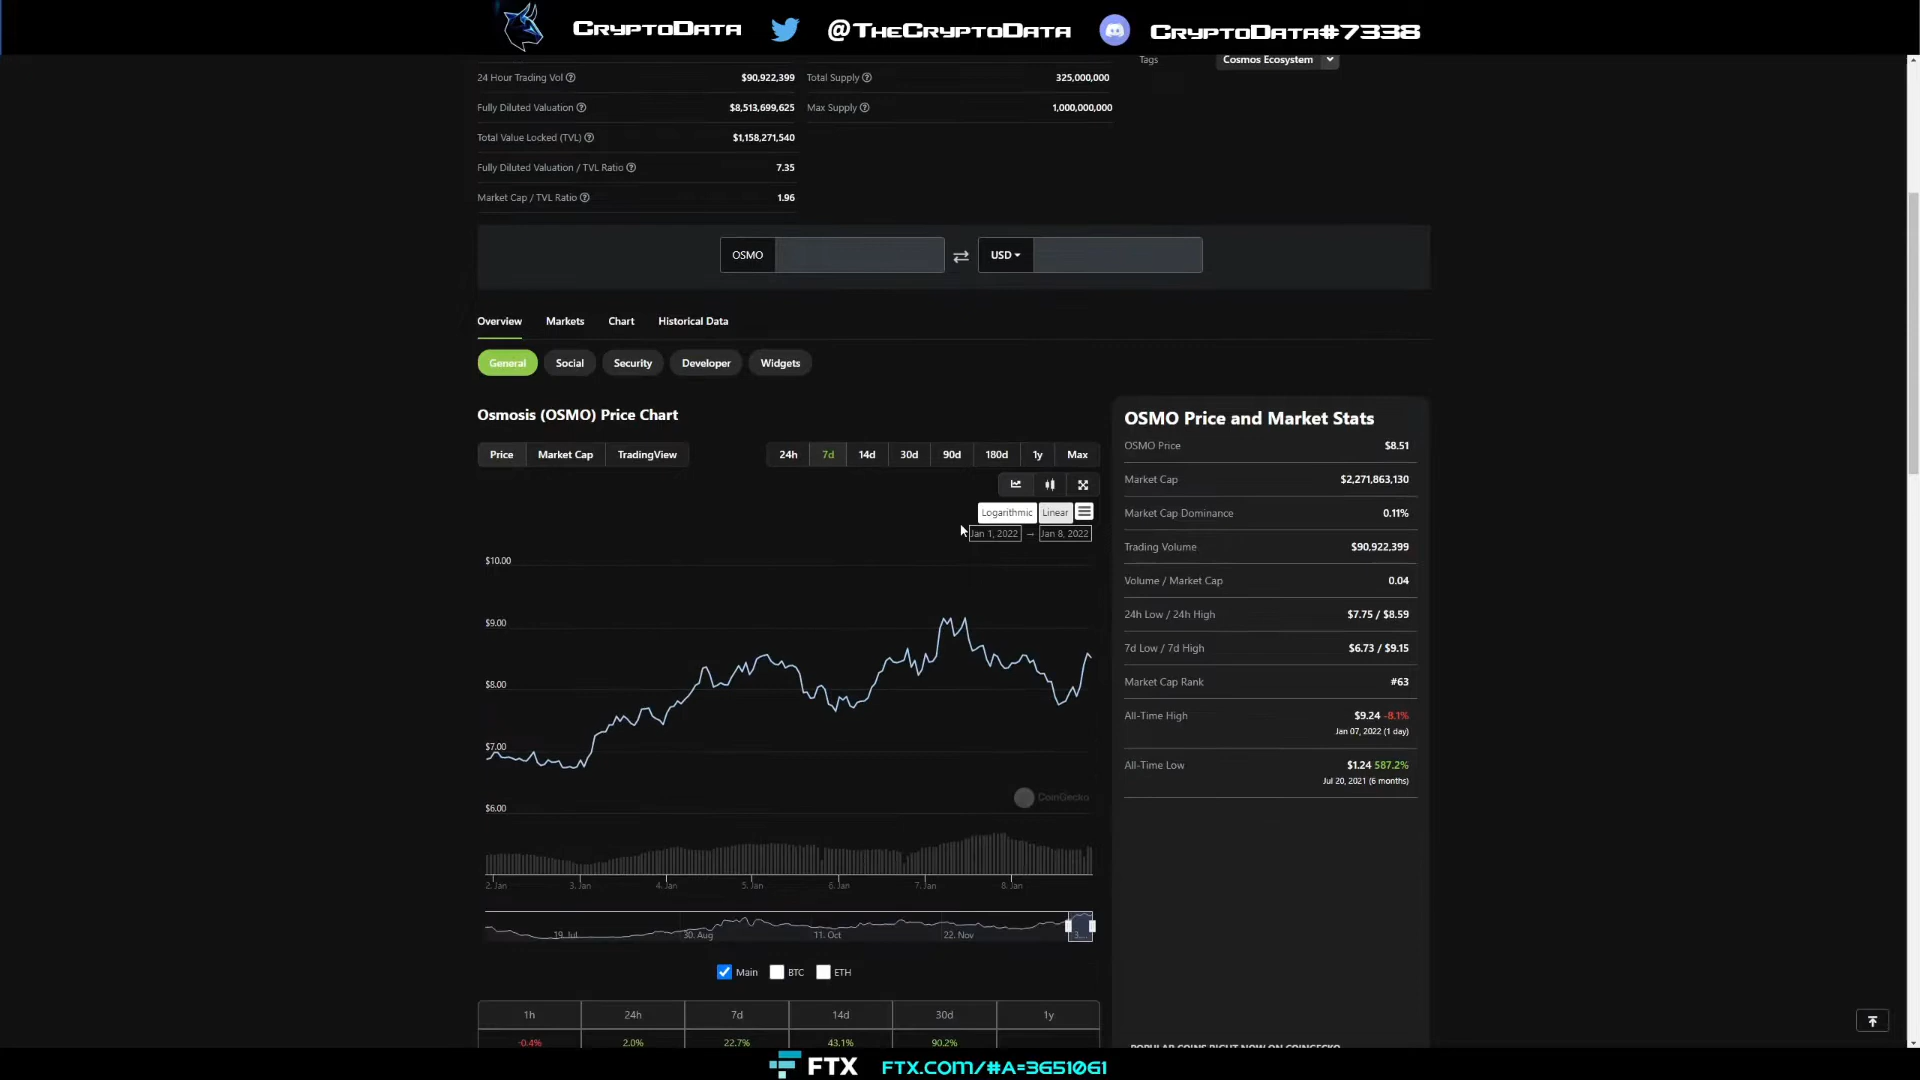 CryptoData @TheCryptoData CryptoData#7338
Tags Cosmos Ecosystem
24 Hour Trading Vol $90,922,399 Total Supply 325,000,000
Fully Diluted Valuation $8,513,699,625 Max Supply 1,000,000,000
Total Value Locked (TVL) $1,158,271,540
Fully Diluted Valuation / TVL Ratio 7.35
Market Cap / TVL Ratio 1.96
OSMO USD
Overview Markets Chart Historical Data
General Social Security Developer Widgets
Osmosis (OSMO) Price Chart
Price Market Cap TradingView 24h 7d 14d 30d 90d 180d 1y Max
Logarithmic Linear
Jan 1, 2022 → Jan 8, 2022
$10.00
$9.00
$8.00
$7.00
CoinGecko
$6.00
2. Jan 3. Jan 4. Jan 5. Jan 6. Jan 7. Jan 8. Jan
19. Jul 30. Aug 11. Oct 22. Nov 3....
Main BTC ETH
1h 24h 7d 14d 30d 1y
-0.4% 2.0% 22.7% 43.1% 90.2%
OSMO Price and Market Stats
OSMO Price $8.51
Market Cap $2,271,863,130
Market Cap Dominance 0.11%
Trading Volume $90,922,399
Volume / Market Cap 0.04
24h Low / 24h High $7.75 / $8.59
7d Low / 7d High $6.73 / $9.15
Market Cap Rank #63
All-Time High $9.24 -8.1%
Jan 07, 2022 (1 day)
All-Time Low $1.24 587.2%
Jul 20, 2021 (6 months)
POPULAR COINS RIGHT NOW ON COINGECKO
FTX FTX.COM/#A=3651061